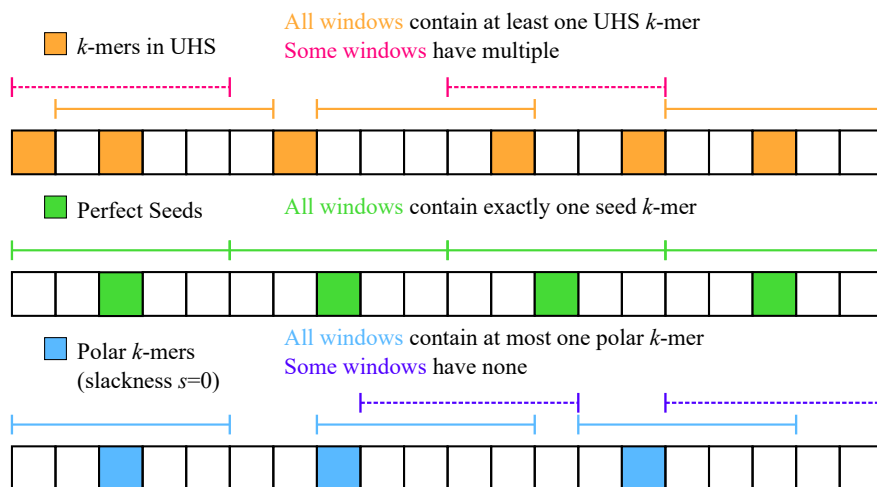 k-mers in UHS
All windows contain at least one UHS k-mer
Some windows have multiple
Perfect Seeds
All windows contain exactly one seed k-mer
Polar k-mers
(slackness s=0)
All windows contain at most one polar k-mer
Some windows have none